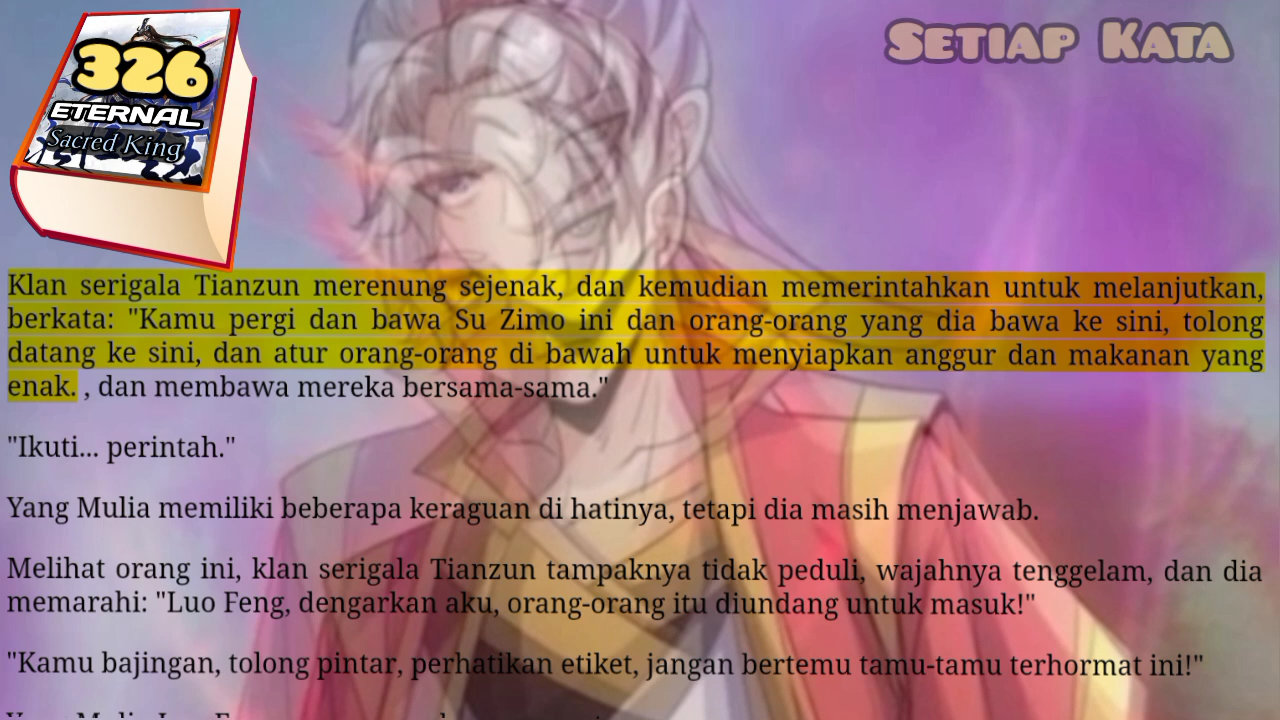 326
ETERNAL
Sacred King
SETIAP KATA
Klan serigala Tianzun merenung sejenak, dan kemudian memerintahkan untuk melanjutkan,
berkata: "Kamu pergi dan bawa Su Zimo ini dan orang-orang yang dia bawa ke sini, tolong
datang ke sini, dan atur orang-orang di bawah untuk menyiapkan anggur dan makanan yang
enak. , dan membawa mereka bersama-sama."
"Ikuti... perintah."
Yang Mulia memiliki beberapa keraguan di hatinya, tetapi dia masih menjawab.
Melihat orang ini, klan serigala Tianzun tampaknya tidak peduli, wajahnya tenggelam, dan dia
memarahi: "Luo Feng, dengarkan aku, orang-orang itu diundang untuk masuk!"
"Kamu bajingan, tolong pintar, perhatikan etiket, jangan bertemu tamu-tamu terhormat ini!"